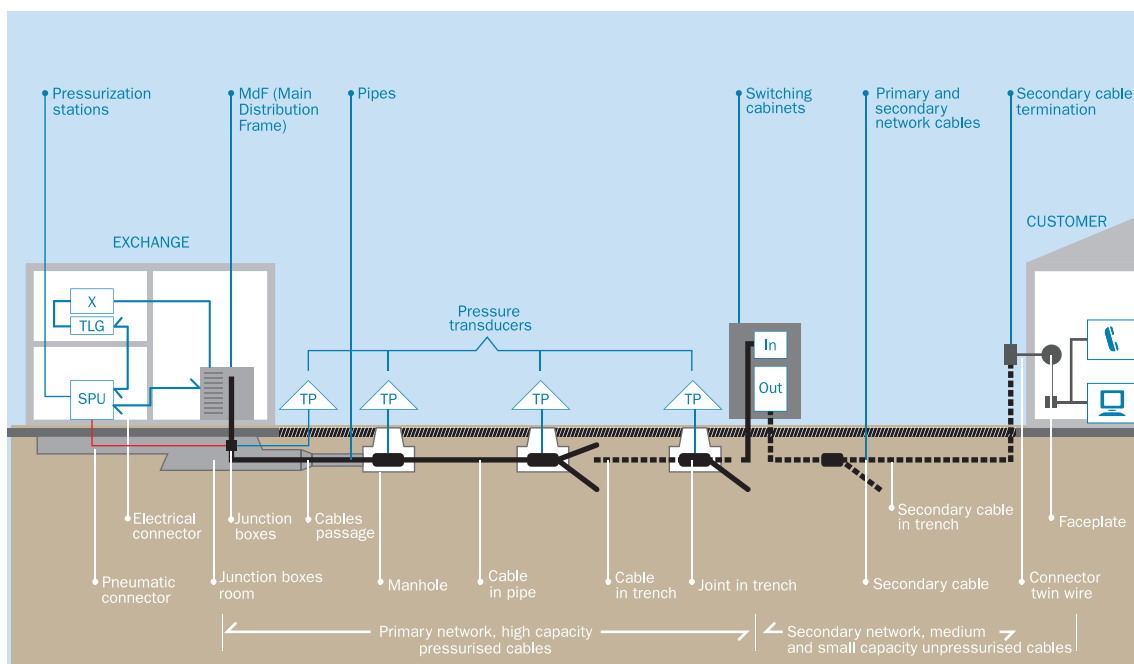 Pressurization
stations
MdF (Main
Distribution
Frame)
Pipes
Switching
cabinets
Primary and
secondary
network cables
Secondary cable
termination
EXCHANGE
CUSTOMER
X
TLG
SPU
Pressure
transducers
TP
TP
TP
TP
In
Out
Electrical
connector
Junction
boxes
Cables
passage
Secondary cable
in trench
Faceplate
Pneumatic
connector
Junction boxes
room
Manhole
Cable
in pipe
Cable
in trench
Joint in trench
Secondary cable
Connector
twin wire
Primary network, high capacity
pressurised cables
Secondary network, medium
and small capacity unpressurised cables